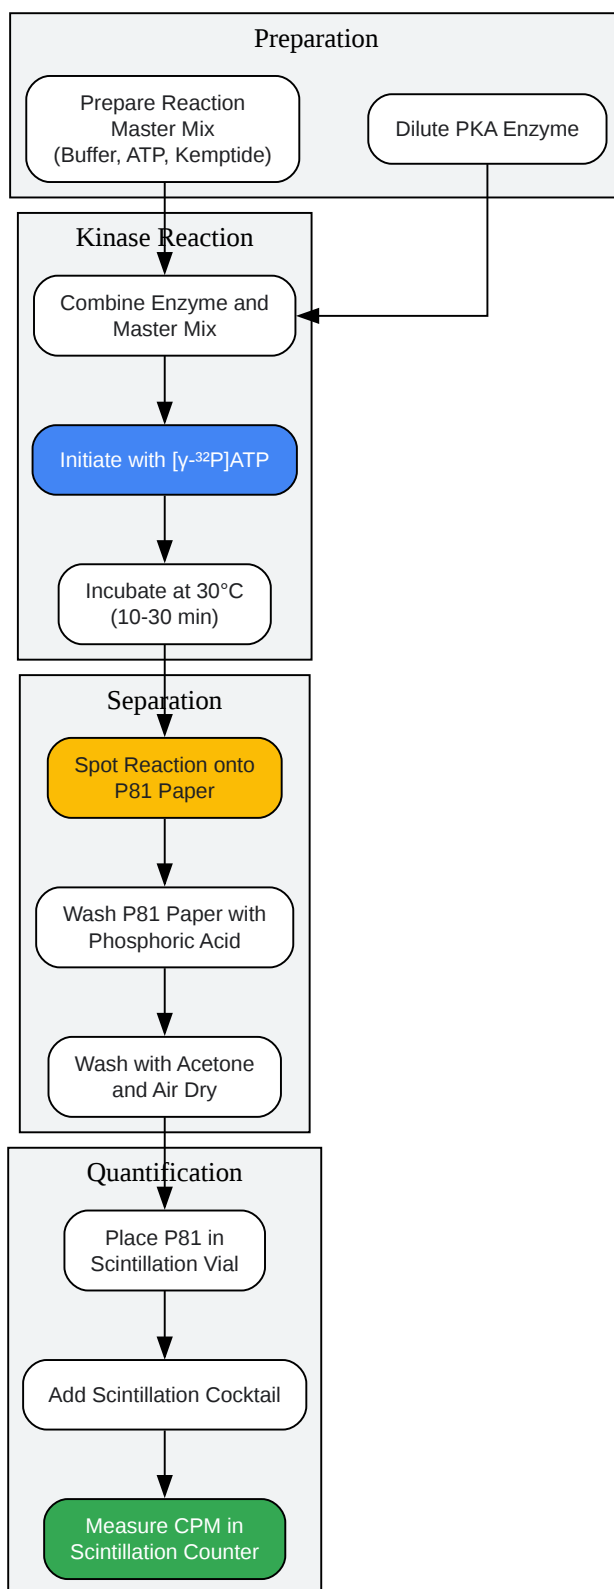 Preparation
Prepare Reaction
Master Mix
(Buffer, ATP, Kemptide)
Dilute PKA Enzyme
Kinase Reaction
Combine Enzyme and
Master Mix
Initiate with [γ-³²P]ATP
Incubate at 30°C
(10-30 min)
Separation
Spot Reaction onto
P81 Paper
Wash P81 Paper with
Phosphoric Acid
Wash with Acetone
and Air Dry
Quantification
Place P81 in
Scintillation Vial
Add Scintillation Cocktail
Measure CPM in
Scintillation Counter